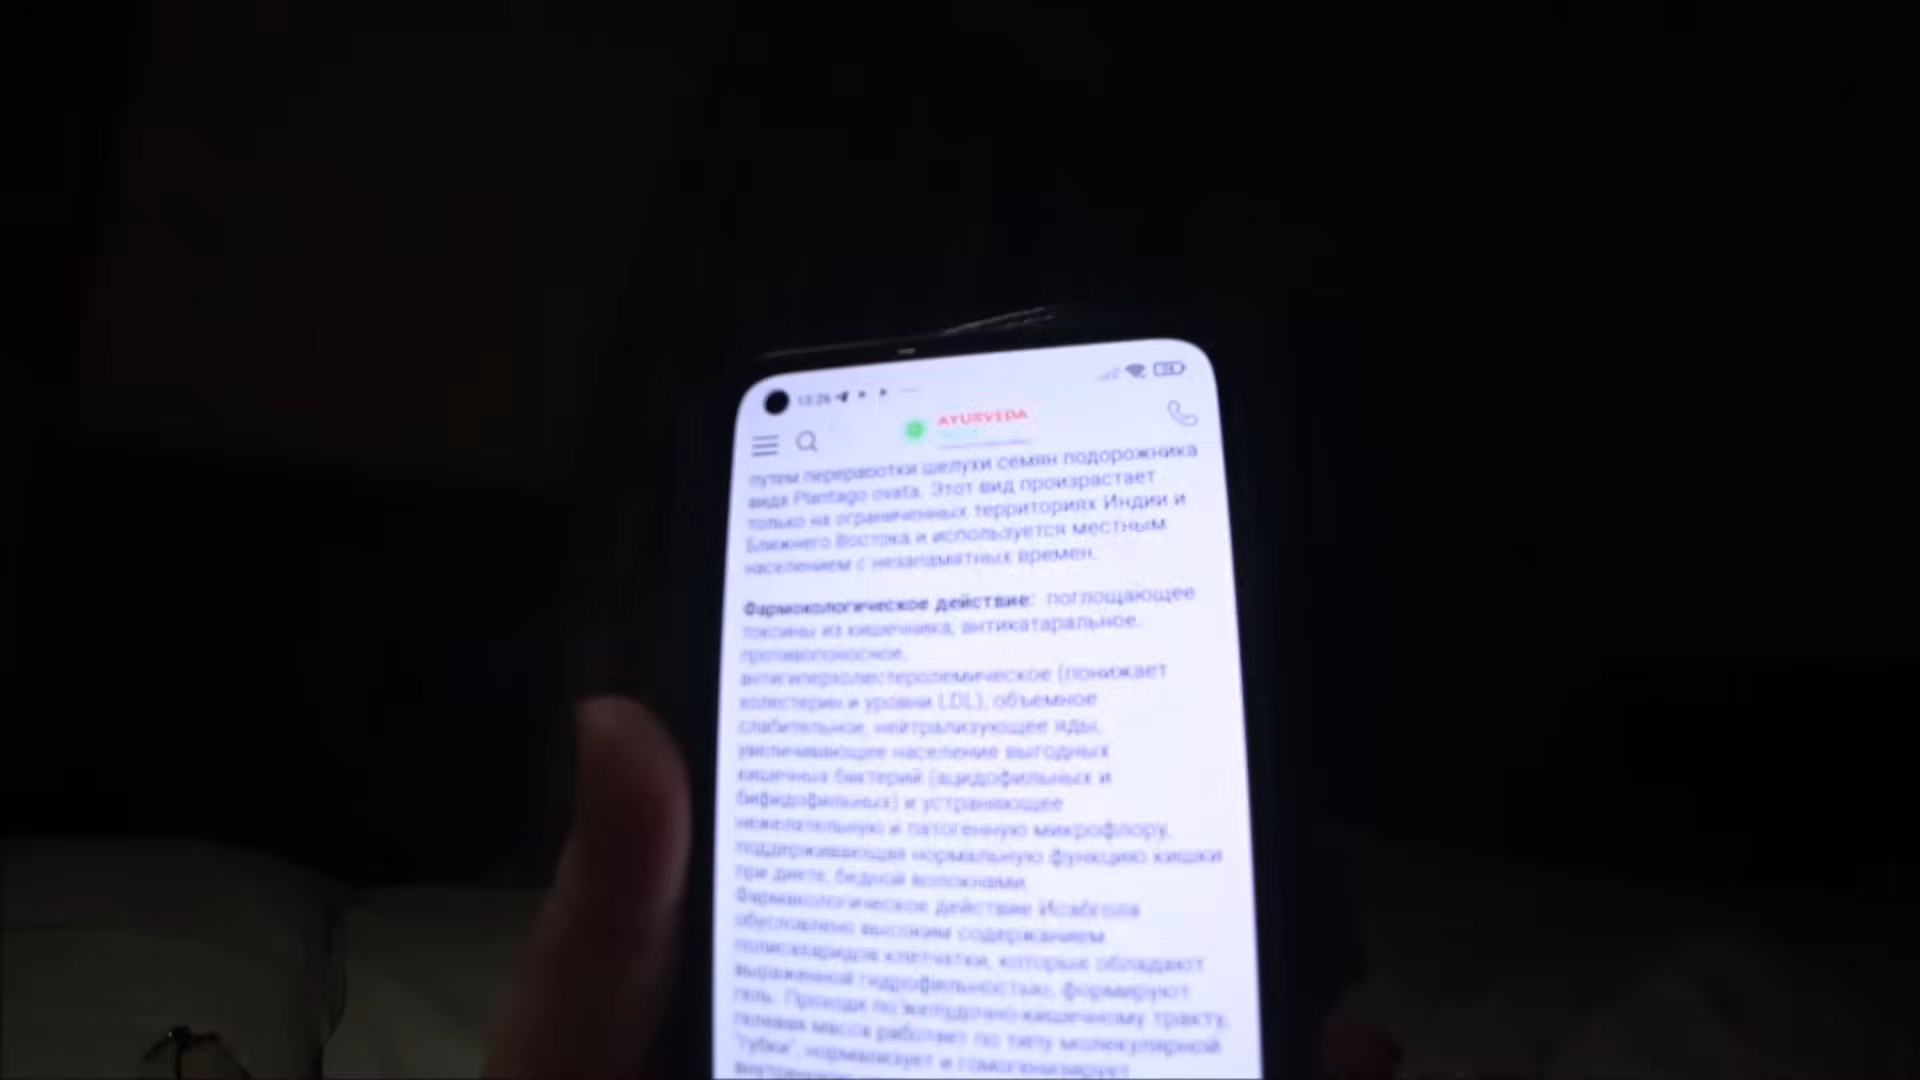 13:26
AYURVEDA
путем переработки шелухи семян подорожника
вида Plantago ovata. Этот вид произрастает
только на ограниченных территориях Индии и
Ближнего Востока и используется местным
населением с незапамятных времен.
Фармакологическое действие: поглощающее
токсины из кишечника, антикатаральное,
противопоносное,
антигиперхолестеролемическое (понижает
холестерин и уровни LDL), объемное
слабительное, нейтрализующее яды,
увеличивающее население выгодных
кишечных бактерий (ацидофильных и
бифидофильных) и устраняющее
нежелательную и патогенную микрофлору,
поддерживающая нормальную функцию кишки
при диете, бедной волокнами.
Фармакологическое действие Исабгола
обусловлено высоким содержанием
полисахаридов клетчатки, которые обладают
выраженной гидрофильностью, формируют
гель. Проходя по желудочно-кишечному тракту,
гелевая масса работает по типу молекулярной
"губки", нормализует и гомогенизирует